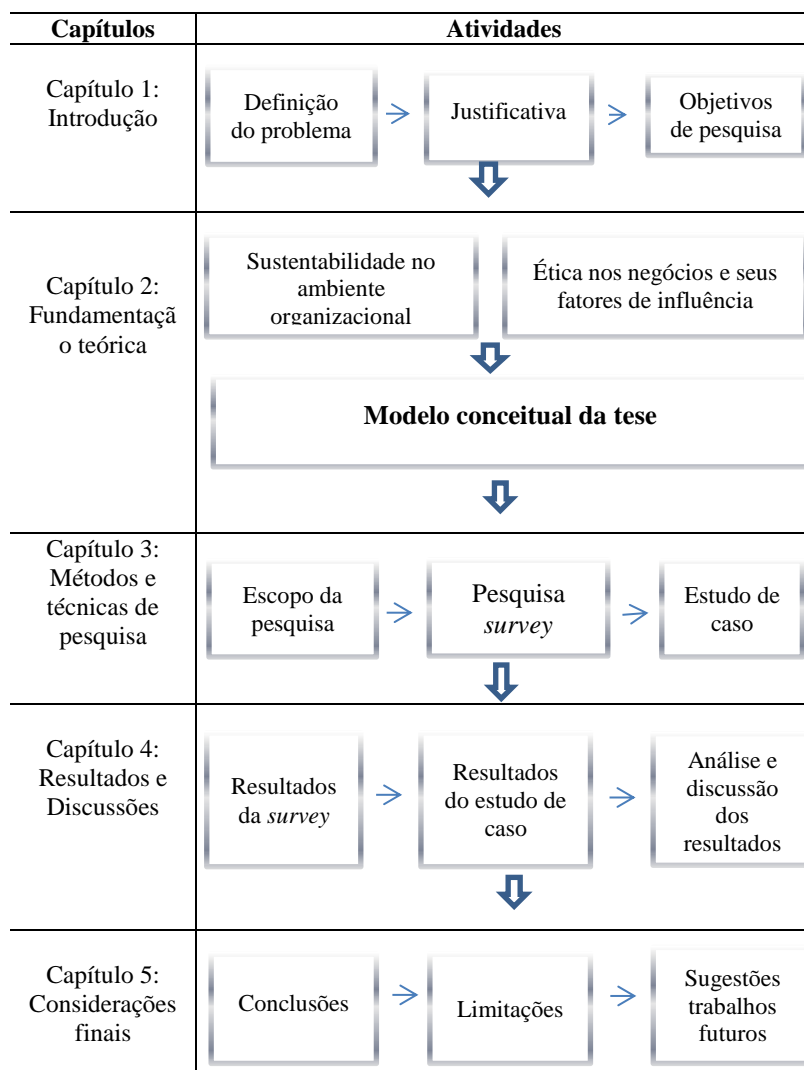 Capítulos
Atividades
Capítulo 1:
Introdução
Definição
do problema
Justificativa
Objetivos
de pesquisa
Capítulo 2:
Fundamentaçã
o teórica
Sustentabilidade no
ambiente
organizacional
Ética nos negócios e seus
fatores de influência
Modelo conceitual da tese
Capítulo 3:
Métodos e
técnicas de
pesquisa
Escopo da
pesquisa
Pesquisa
survey
Estudo de
caso
Capítulo 4:
Resultados e
Discussões
Resultados
da survey
Resultados
do estudo de
caso
Análise e
discussão
dos
resultados
Capítulo 5:
Considerações
finais
Conclusões
Limitações
Sugestões
trabalhos
futuros